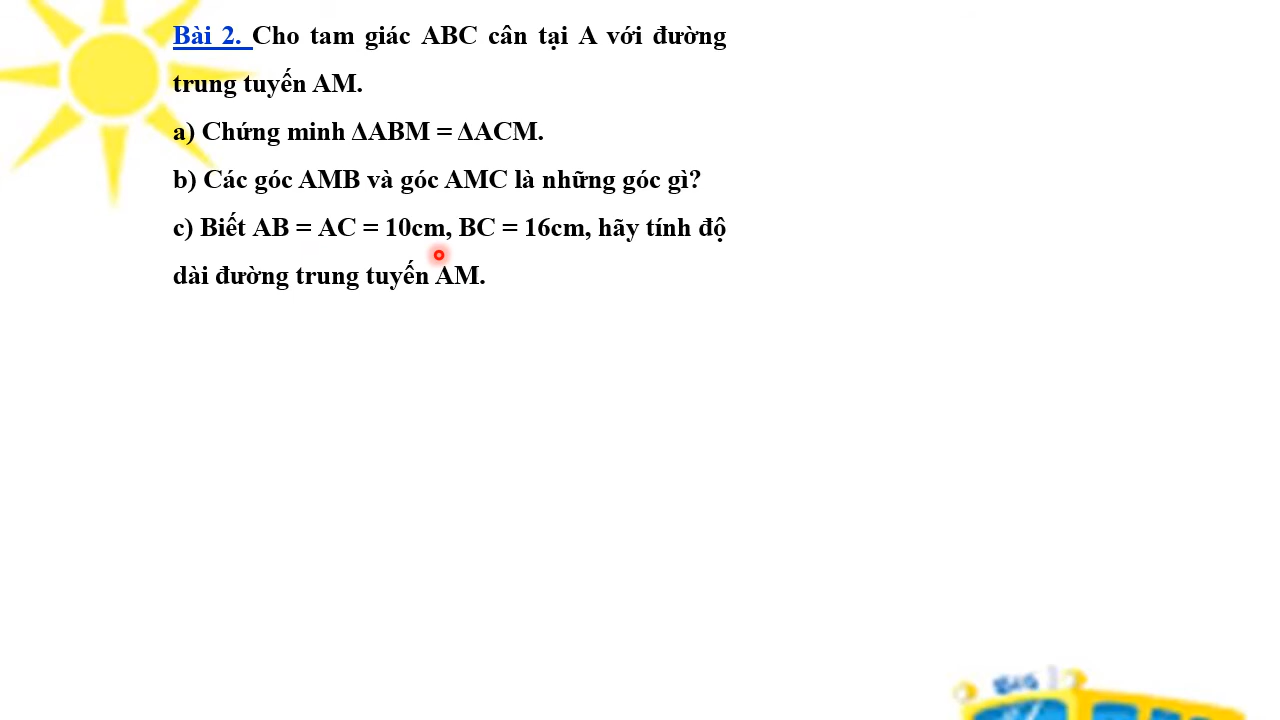 Bài 2. Cho tam giác ABC cân tại A với đường
trung tuyến AM.
a) Chứng minh ΔABM = ΔACM.
b) Các góc AMB và góc AMC là những góc gì?
c) Biết AB = AC = 10cm, BC = 16cm, hãy tính độ
dài đường trung tuyến AM.